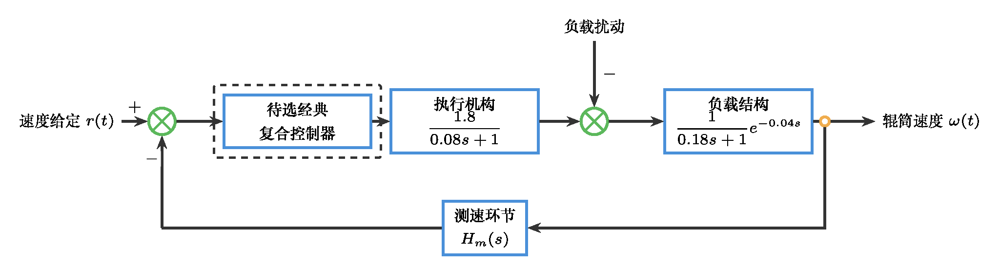 负载扰动
−
速度给定 r(t)
+
−
待选经典
复合控制器
执行机构
1.8
0.08s + 1
负载结构
1
0.18s + 1
e^{−0.04s}
辊筒速度 ω(t)
测速环节
H_m(s)